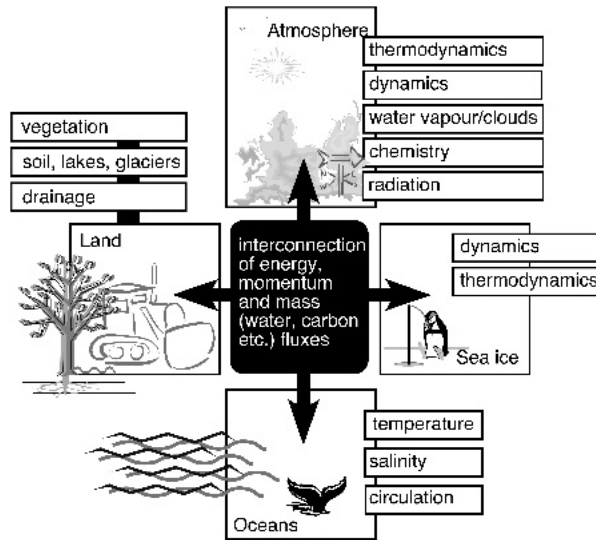 Atmosphere
thermodynamics
dynamics
water vapour/clouds
chemistry
radiation
vegetation
soil, lakes, glaciers
drainage
Land
interconnection
of energy,
momentum
and mass
(water, carbon
etc.) fluxes
dynamics
thermodynamics
Sea ice
temperature
salinity
circulation
Oceans